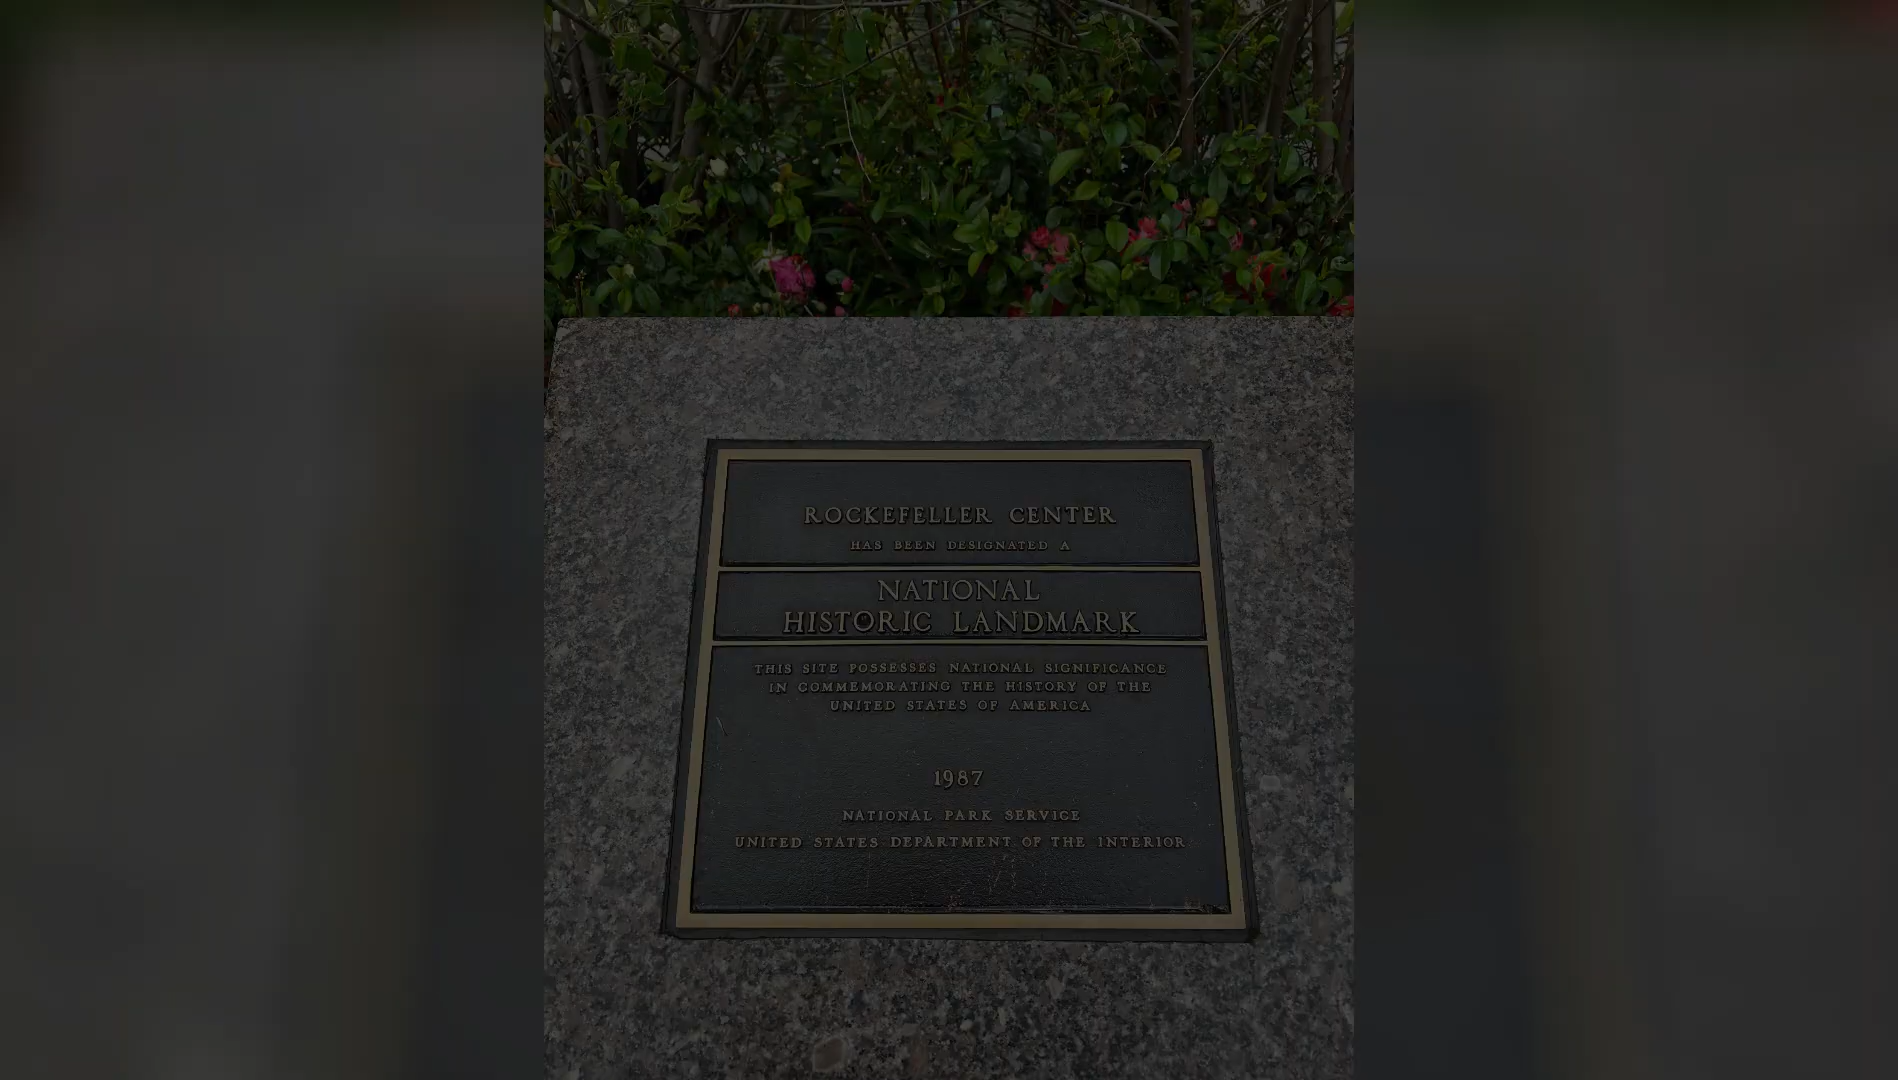 ROCKEFELLER CENTER
HAS BEEN DESIGNATED A
NATIONAL
HISTORIC LANDMARK
THIS SITE POSSESSES NATIONAL SIGNIFICANCE
IN COMMEMORATING THE HISTORY OF THE
UNITED STATES OF AMERICA
1987
NATIONAL PARK SERVICE
UNITED STATES DEPARTMENT OF THE INTERIOR